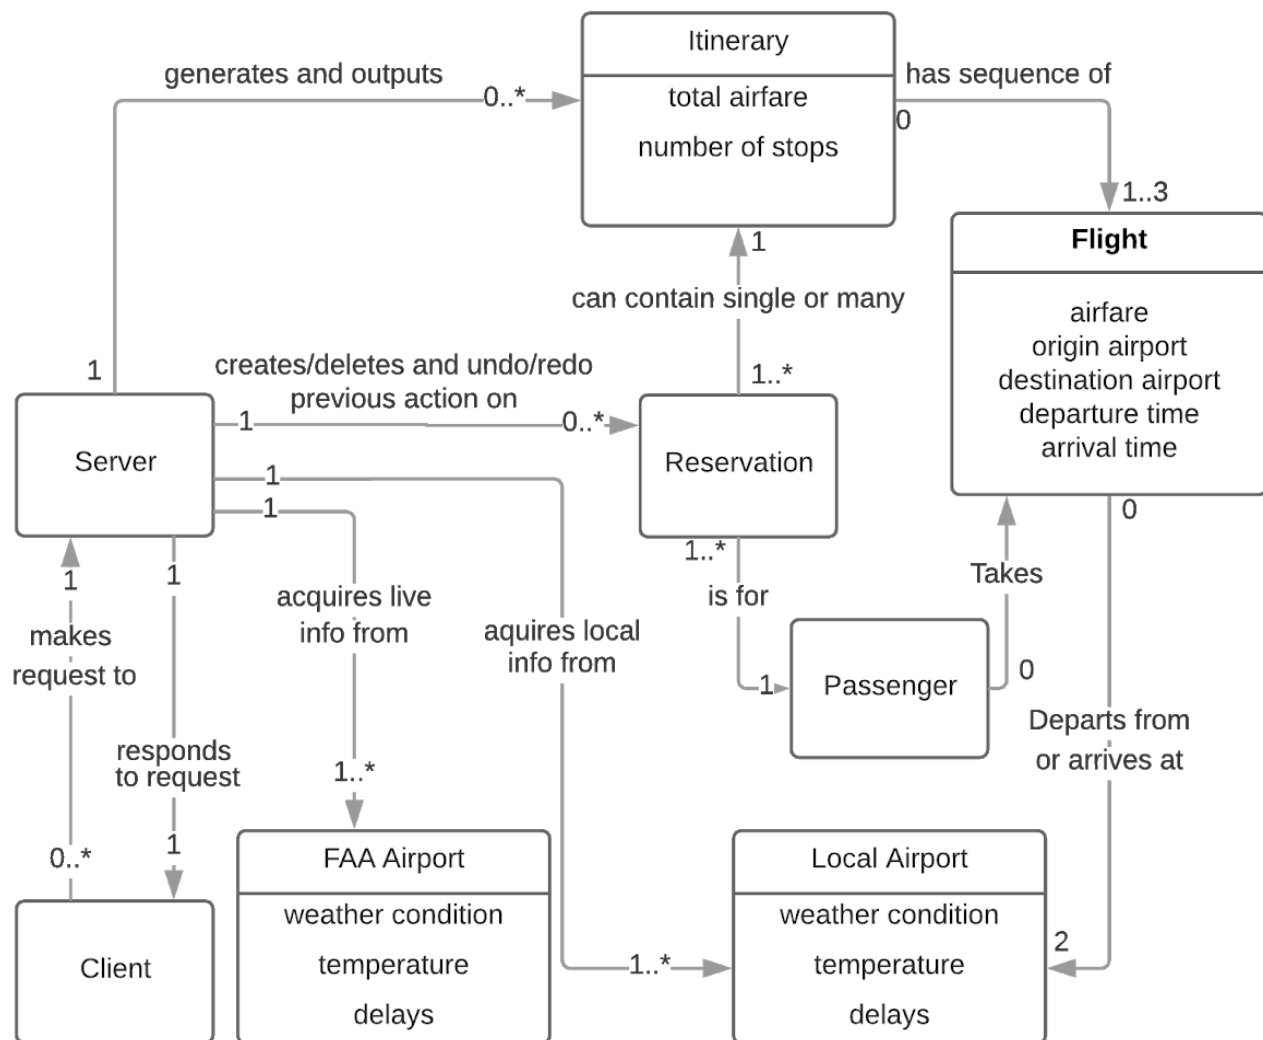 Itinerary
total airfare
number of stops
generates and outputs
0..*
1
has sequence of
0
1..3
Flight
airfare
origin airport
destination airport
departure time
arrival time
1
can contain single or many
1..*
creates/deletes and undo/redo
previous action on
1
0..*
Server
Reservation
1
1
1
makes
request to
0..*
1
responds
to request
1
acquires live
info from
1..*
aquires local
info from
1..*
1..*
is for
1
Passenger
Takes
0
0
Departs from
or arrives at
2
Client
FAA Airport
weather condition
temperature
delays
Local Airport
weather condition
temperature
delays